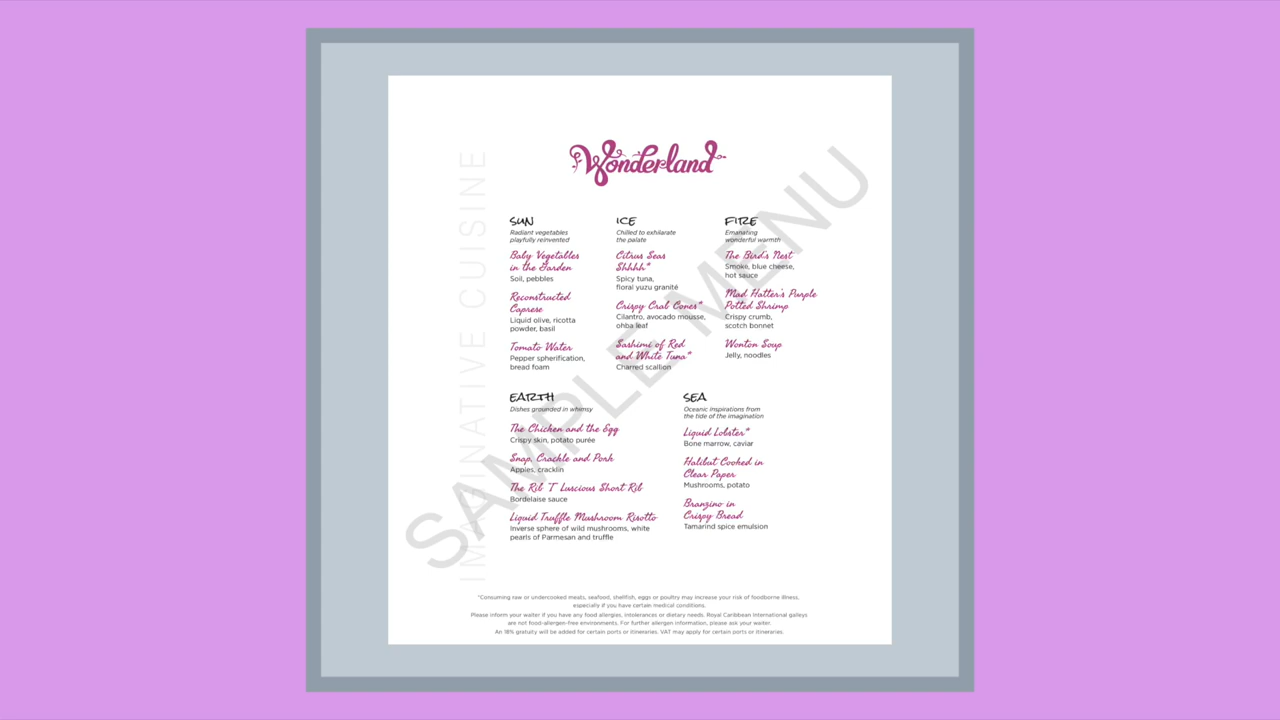 Wonderland
IMAGINATIVE CUISINE
SAMPLE MENU
SUN
Radiant vegetables
playfully reinvented
Baby Vegetables
in the Garden
Soil, pebbles
Reconstructed
Caprese
Liquid olive, ricotta
powder, basil
Tomato Water
Pepper spherification,
bread foam
ICE
Chilled to exhilarate
the palate
Citrus Seas
Shhhh*
Spicy tuna,
floral yuzu granité
Crispy Crab Cones*
Cilantro, avocado mousse,
ohba leaf
Sashimi of Red
and White Tuna*
Charred scallion
FIRE
Emanating
wonderful warmth
The Bird's Nest
Smoke, blue cheese,
hot sauce
Mad Hatter's Purple
Potted Shrimp
Crispy crumb,
scotch bonnet
Wonton Soup
Jelly, noodles
EARTH
Dishes grounded in whimsy
The Chicken and the Egg
Crispy skin, potato purée
Snap, Crackle and Pork
Apples, cracklin
The Rib "I" Luscious Short Rib
Bordelaise sauce
Liquid Truffle Mushroom Risotto
Inverse sphere of wild mushrooms, white
pearls of Parmesan and truffle
SEA
Oceanic inspirations from
the tide of the imagination
Liquid Lobster*
Bone marrow, caviar
Halibut Cooked in
Clear Paper
Mushrooms, potato
Branzino in
Crispy Bread
Tamarind spice emulsion
*Consuming raw or undercooked meats, seafood, shellfish, eggs or poultry may increase your risk of foodborne illness,
especially if you have certain medical conditions.
Please inform your waiter if you have any food allergies, intolerances or dietary needs. Royal Caribbean International galleys
are not food-allergen-free environments. For further allergen information, please ask your waiter.
An 18% gratuity will be added for certain ports or itineraries. VAT may apply for certain ports or itineraries.